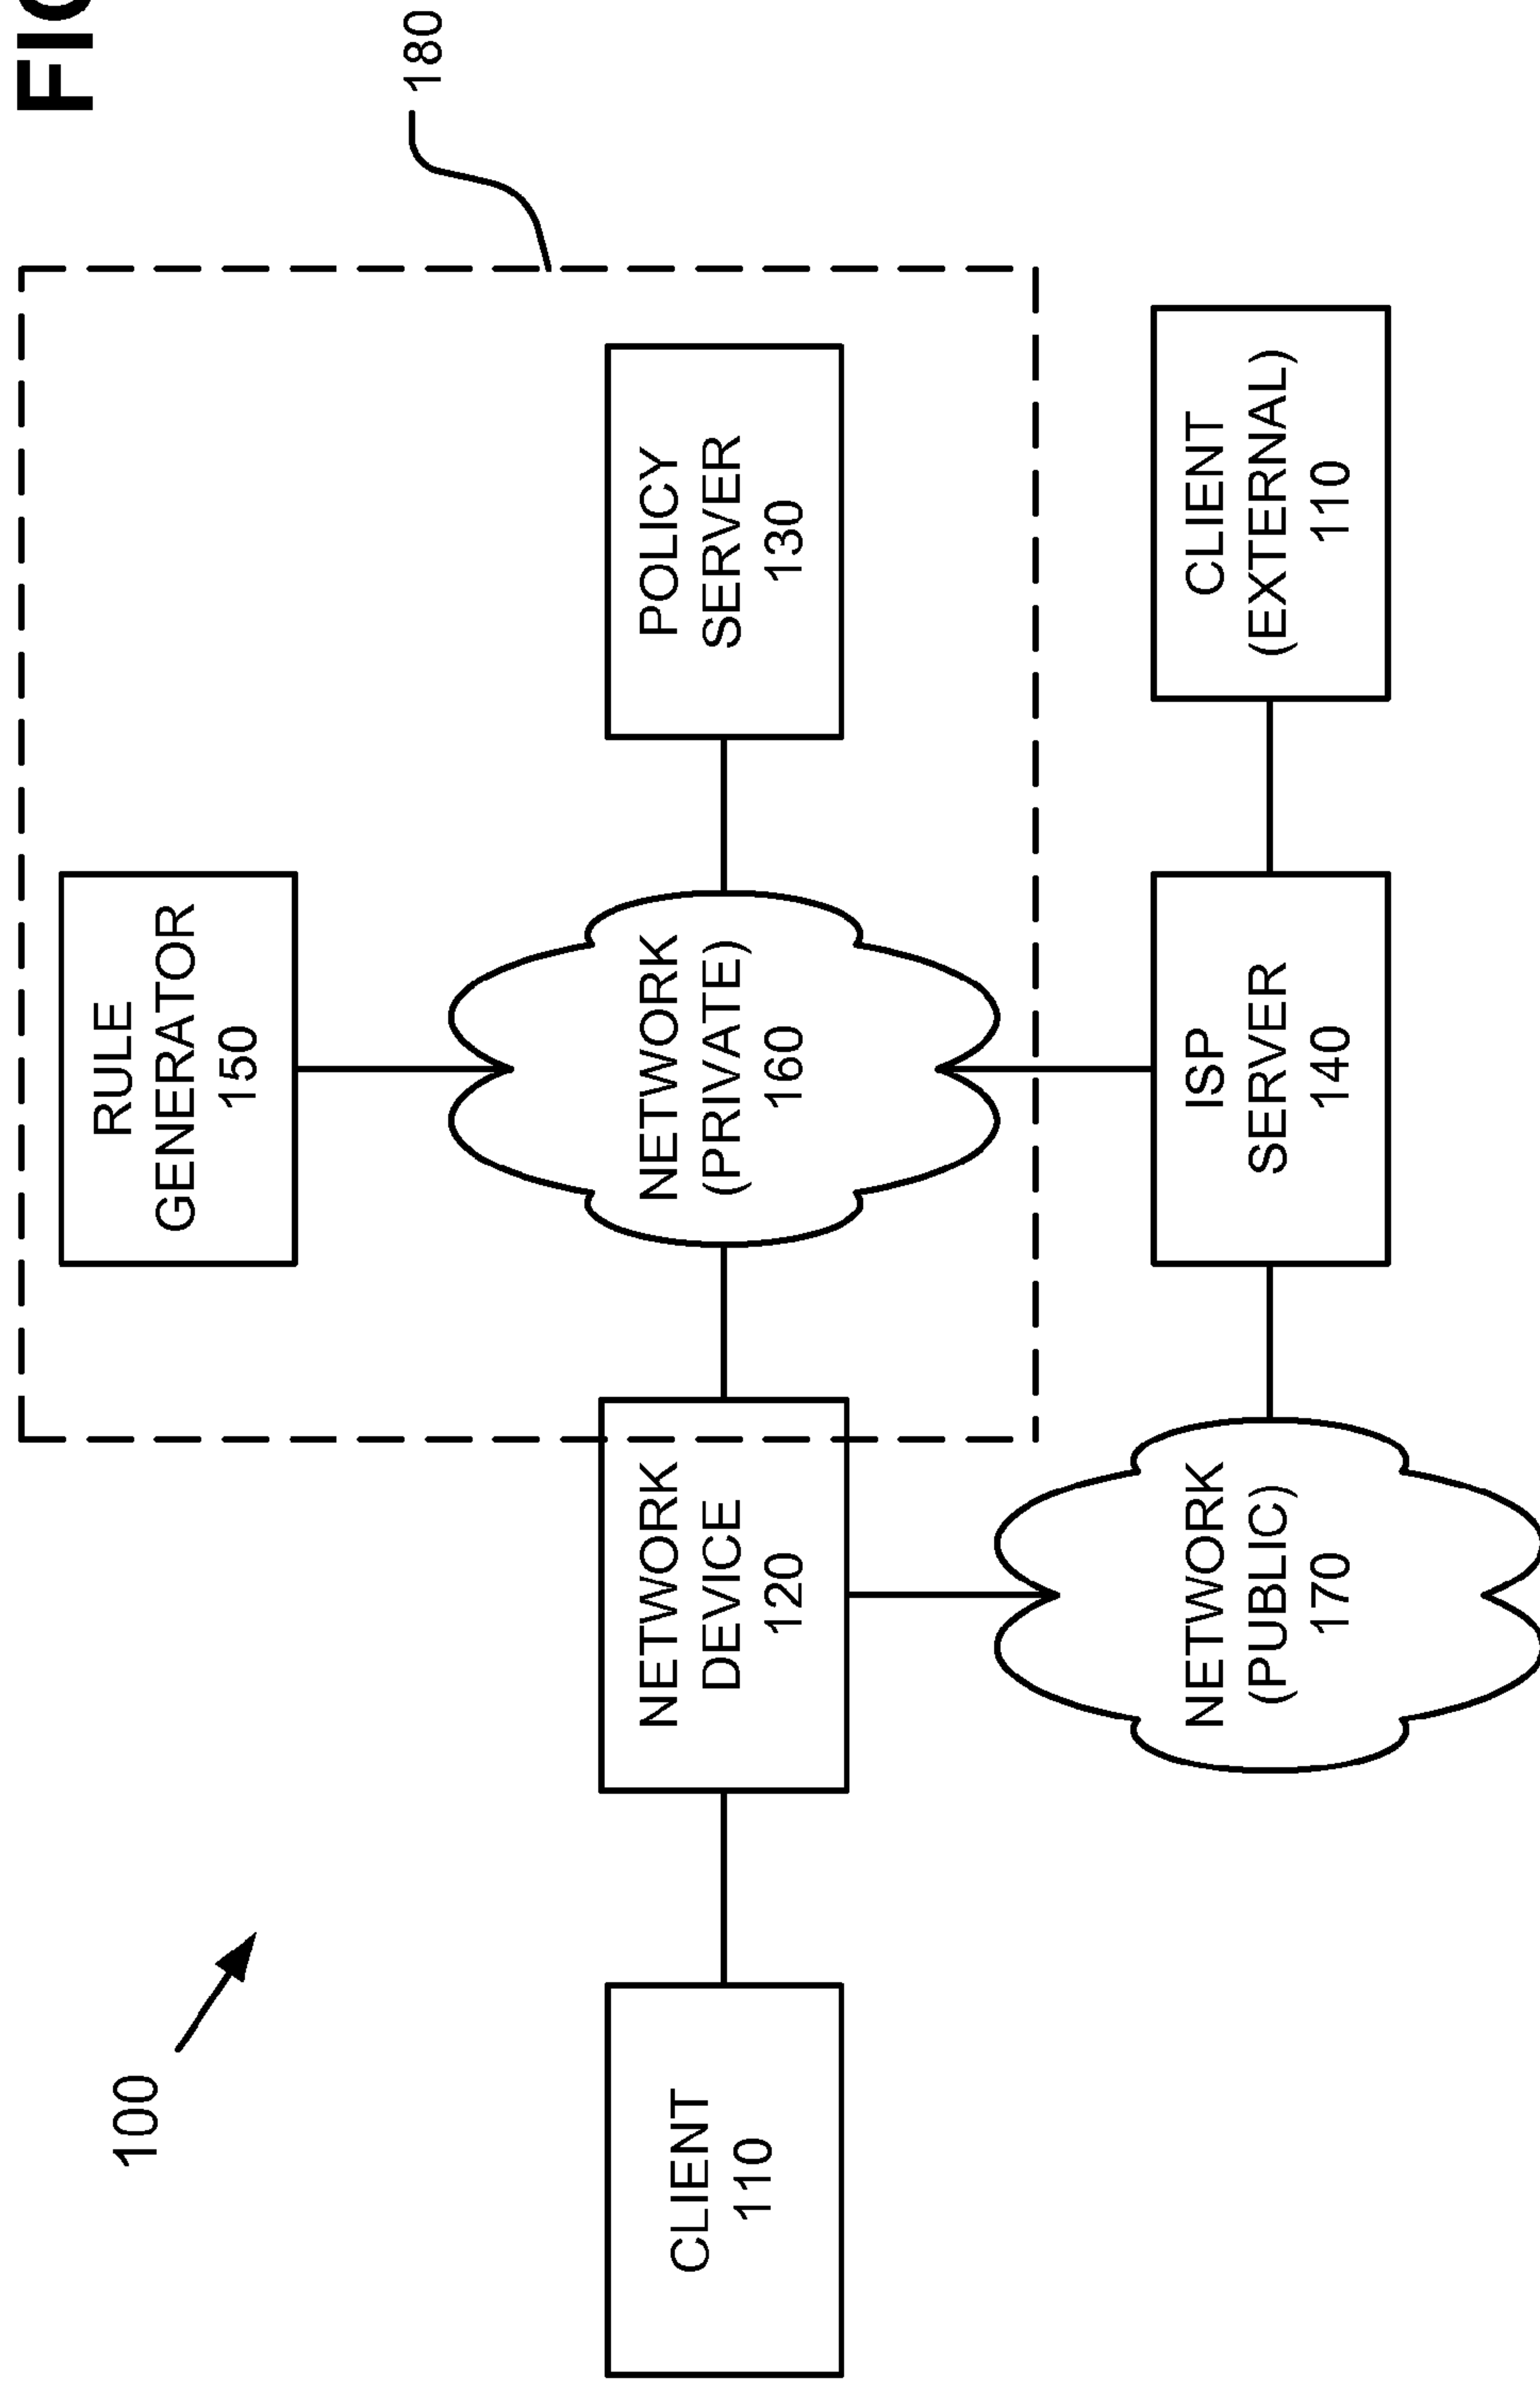 100
RULE
GENERATOR
150
180
CLIENT
110
NETWORK
DEVICE
120
NETWORK
(PRIVATE)
160
POLICY
SERVER
130
NETWORK
(PUBLIC)
170
ISP
SERVER
140
CLIENT
(EXTERNAL)
110